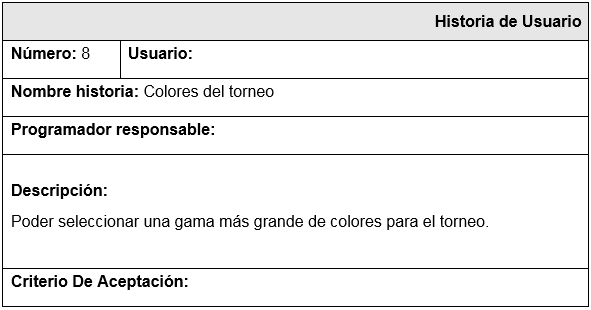 Historia de Usuario
Número: 8 Usuario:
Nombre historia: Colores del torneo
Programador responsable:
Descripción:
Poder seleccionar una gama más grande de colores para el torneo.
Criterio De Aceptación: